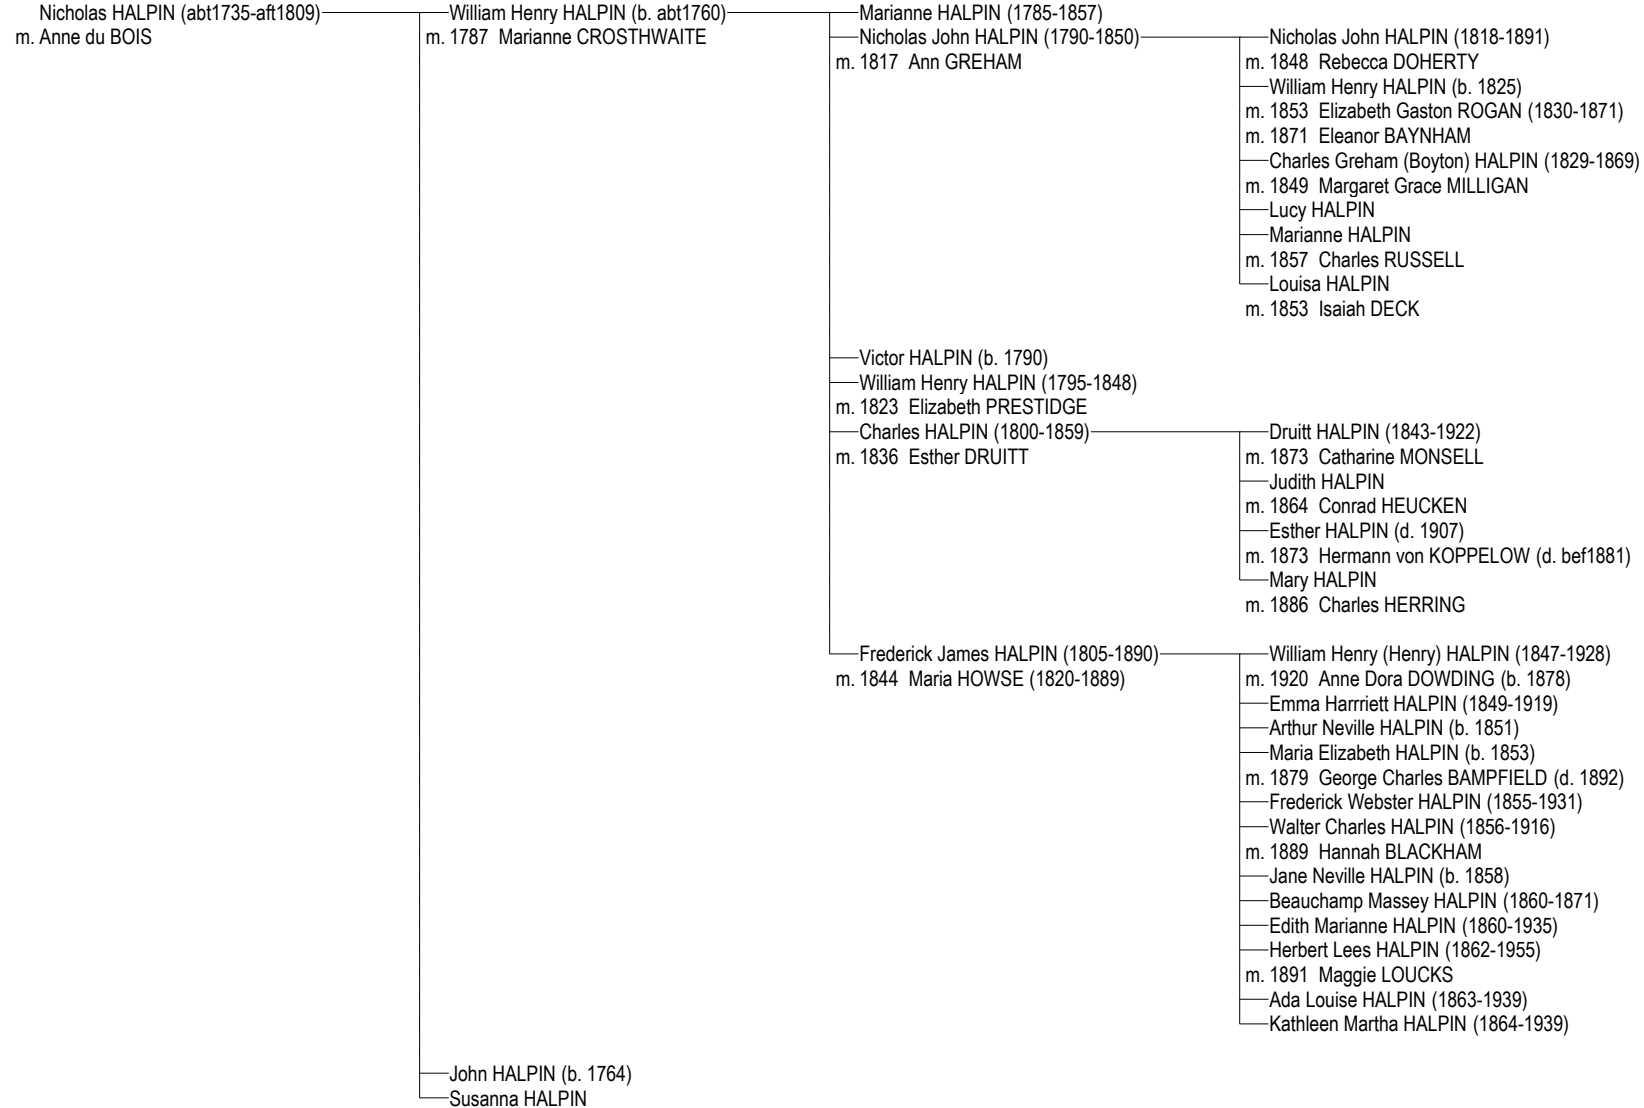 Nicholas HALPIN (abt1735-aft1809)
m. Anne du BOIS
William Henry HALPIN (b. abt1760)
m. 1787 Marianne CROSTHWAITE
Marianne HALPIN (1785-1857)
Nicholas John HALPIN (1790-1850)
m. 1817 Ann GREHAM
Nicholas John HALPIN (1818-1891)
m. 1848 Rebecca DOHERTY
William Henry HALPIN (b. 1825)
m. 1853 Elizabeth Gaston ROGAN (1830-1871)
m. 1871 Eleanor BAYNHAM
Charles Greham (Boyton) HALPIN (1829-1869)
m. 1849 Margaret Grace MILLIGAN
Lucy HALPIN
Marianne HALPIN
m. 1857 Charles RUSSELL
Louisa HALPIN
m. 1853 Isaiah DECK
Victor HALPIN (b. 1790)
William Henry HALPIN (1795-1848)
m. 1823 Elizabeth PRESTIDGE
Charles HALPIN (1800-1859)
m. 1836 Esther DRUITT
Druitt HALPIN (1843-1922)
m. 1873 Catharine MONSELL
Judith HALPIN
m. 1864 Conrad HEUCKEN
Esther HALPIN (d. 1907)
m. 1873 Hermann von KOPPELOW (d. bef1881)
Mary HALPIN
m. 1886 Charles HERRING
Frederick James HALPIN (1805-1890)
m. 1844 Maria HOWSE (1820-1889)
William Henry (Henry) HALPIN (1847-1928)
m. 1920 Anne Dora DOWDING (b. 1878)
Emma Harrriett HALPIN (1849-1919)
Arthur Neville HALPIN (b. 1851)
Maria Elizabeth HALPIN (b. 1853)
m. 1879 George Charles BAMPFIELD (d. 1892)
Frederick Webster HALPIN (1855-1931)
Walter Charles HALPIN (1856-1916)
m. 1889 Hannah BLACKHAM
Jane Neville HALPIN (b. 1858)
Beauchamp Massey HALPIN (1860-1871)
Edith Marianne HALPIN (1860-1935)
Herbert Lees HALPIN (1862-1955)
m. 1891 Maggie LOUCKS
Ada Louise HALPIN (1863-1939)
Kathleen Martha HALPIN (1864-1939)
John HALPIN (b. 1764)
Susanna HALPIN